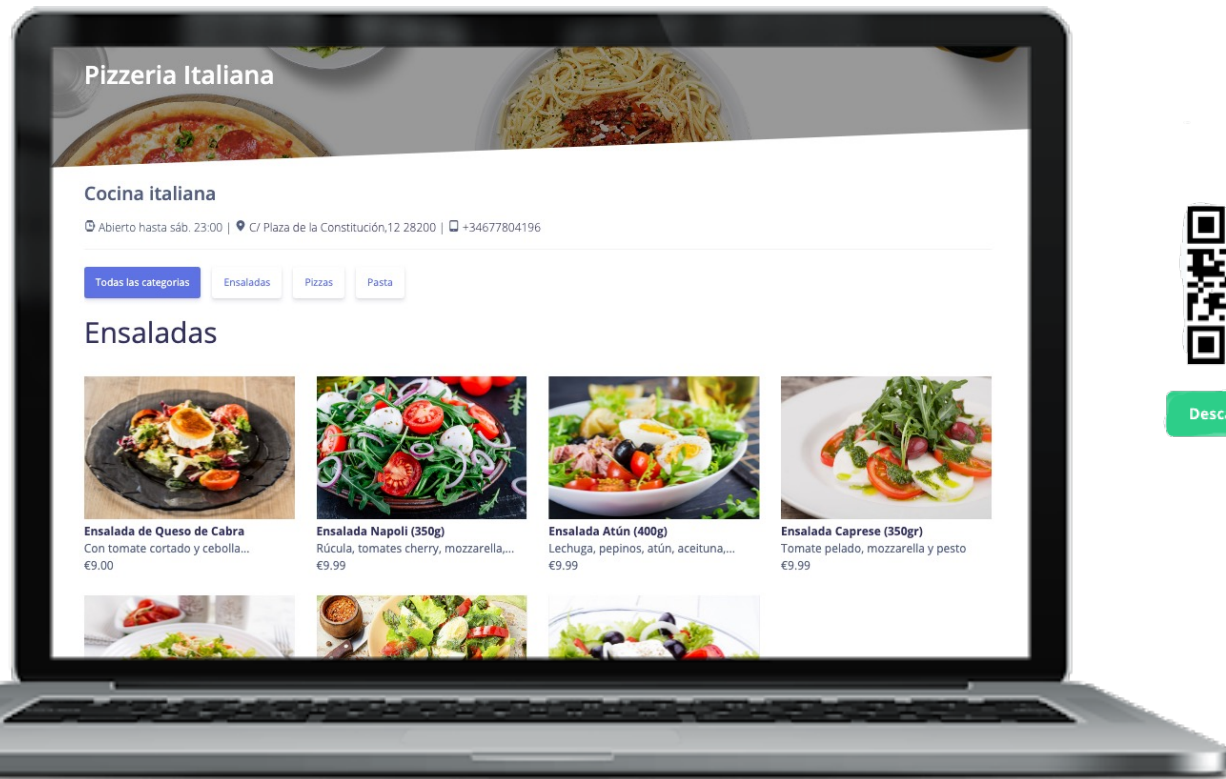 Pizzeria Italiana
Cocina italiana
Abierto hasta sáb. 23:00 | C/ Plaza de la Constitución,12 28200 | +34677804196
Todas las categorias Ensaladas Pizzas Pasta
Ensaladas
Ensalada de Queso de Cabra
Con tomate cortado y cebolla...
€9.00
Ensalada Napoli (350g)
Rúcula, tomates cherry, mozzarella,...
€9.99
Ensalada Atún (400g)
Lechuga, pepinos, atún, aceituna,...
€9.99
Ensalada Caprese (350gr)
Tomate pelado, mozzarella y pesto
€9.99
Desc